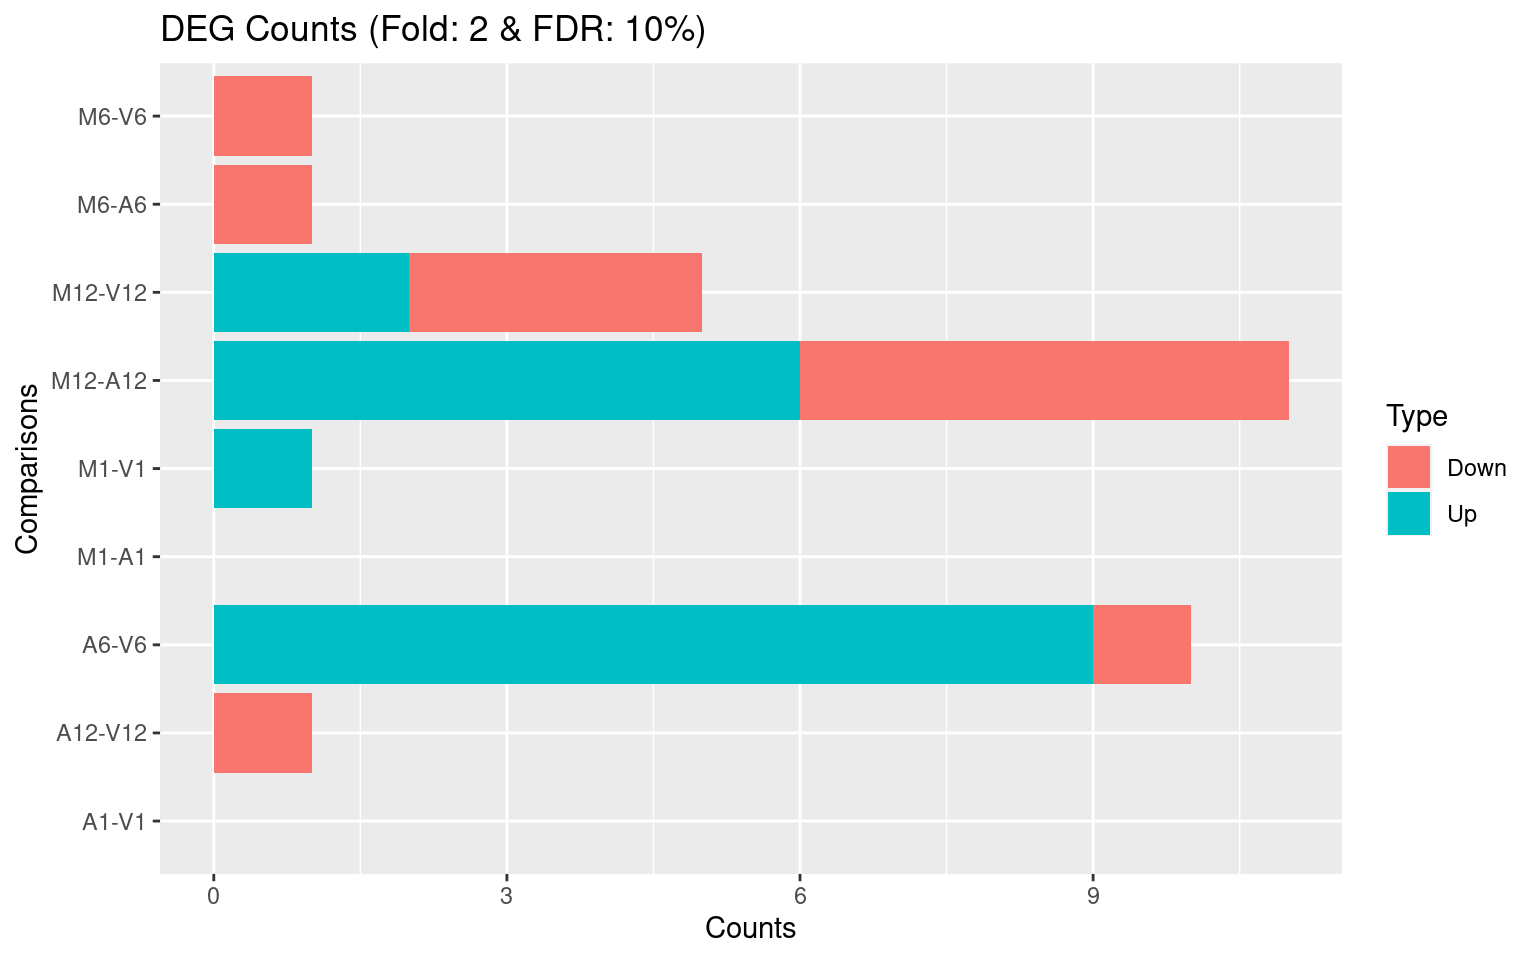 DEG Counts (Fold: 2 & FDR: 10%)
Comparisons
M6-V6
M6-A6
M12-V12
M12-A12
M1-V1
M1-A1
A6-V6
A12-V12
A1-V1
0 3 6 9
Counts
Type
Down
Up